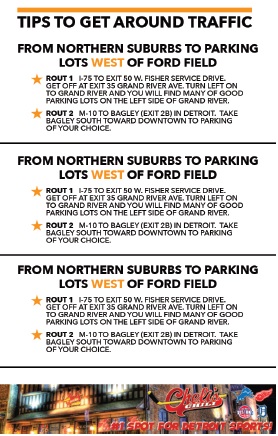 TIPS TO GET AROUND TRAFFIC
FROM NORTHERN SUBURBS TO PARKING
LOTS WEST OF FORD FIELD
ROUTE 1 I-75 TO EXIT 50 W. FISHER SERVICE DRIVE.
GET OFF AT EXIT 35 GRAND RIVER AVE. TURN LEFT ON
TO GRAND RIVER AND YOU WILL FIND MANY OF GOOD
PARKING LOTS ON THE LEFT SIDE OF GRAND RIVER.
ROUTE 2 M-10 TO BAGLEY (EXIT 2B) IN DETROIT. TAKE
BAGLEY SOUTH TOWARD DOWNTOWN TO PARKING
OF YOUR CHOICE.
FROM NORTHERN SUBURBS TO PARKING
LOTS WEST OF FORD FIELD
ROUTE 1 I-75 TO EXIT 50 W. FISHER SERVICE DRIVE.
GET OFF AT EXIT 35 GRAND RIVER AVE. TURN LEFT ON
TO GRAND RIVER AND YOU WILL FIND MANY OF GOOD
PARKING LOTS ON THE LEFT SIDE OF GRAND RIVER.
ROUTE 2 M-10 TO BAGLEY (EXIT 2B) IN DETROIT. TAKE
BAGLEY SOUTH TOWARD DOWNTOWN TO PARKING
OF YOUR CHOICE.
FROM NORTHERN SUBURBS TO PARKING
LOTS WEST OF FORD FIELD
ROUTE 1 I-75 TO EXIT 50 W. FISHER SERVICE DRIVE.
GET OFF AT EXIT 35 GRAND RIVER AVE. TURN LEFT ON
TO GRAND RIVER AND YOU WILL FIND MANY OF GOOD
PARKING LOTS ON THE LEFT SIDE OF GRAND RIVER.
ROUTE 2 M-10 TO BAGLEY (EXIT 2B) IN DETROIT. TAKE
BAGLEY SOUTH TOWARD DOWNTOWN TO PARKING
OF YOUR CHOICE.
Cheli's
#1 SPOT FOR DETROIT SPORTS!